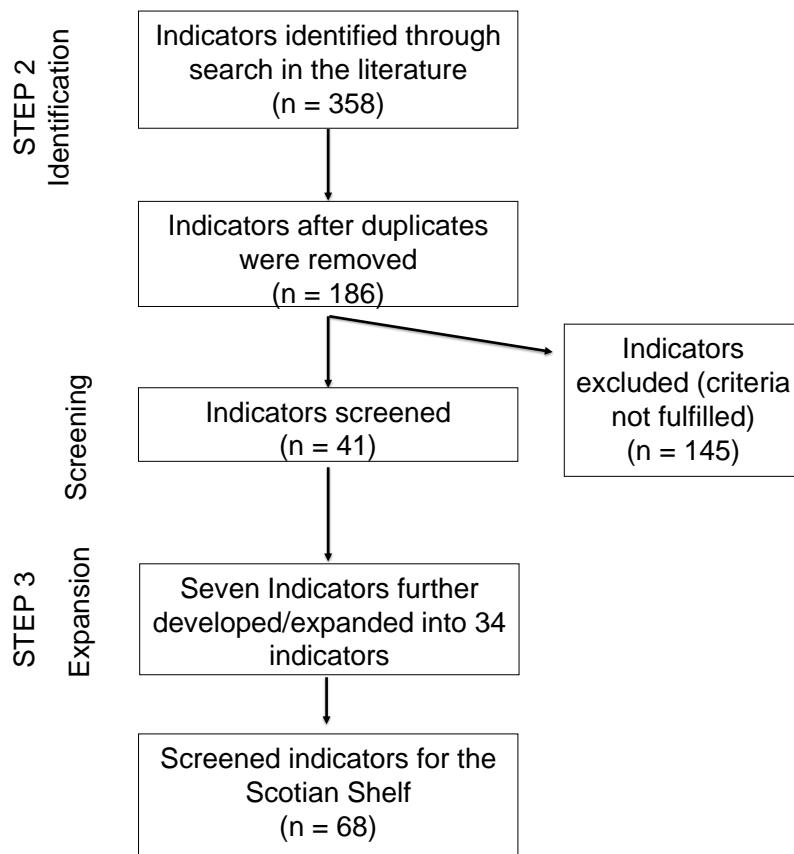 STEP 2
Identification
Indicators identified through
search in the literature
(n = 358)
Indicators after duplicates
were removed
(n = 186)
Screening
Indicators screened
(n = 41)
Indicators
excluded (criteria
not fulfilled)
(n = 145)
STEP 3
Expansion
Seven Indicators further
developed/expanded into 34
indicators
Screened indicators for the
Scotian Shelf
(n = 68)